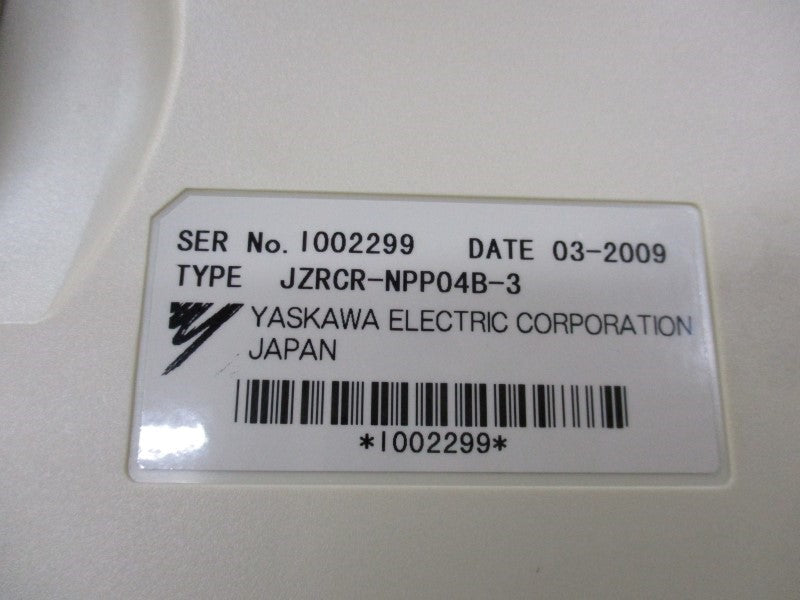 SER No. I002299 DATE 03-2009
TYPE JZRCR-NPP04B-3
YASKAWA ELECTRIC CORPORATION
JAPAN
*I002299*